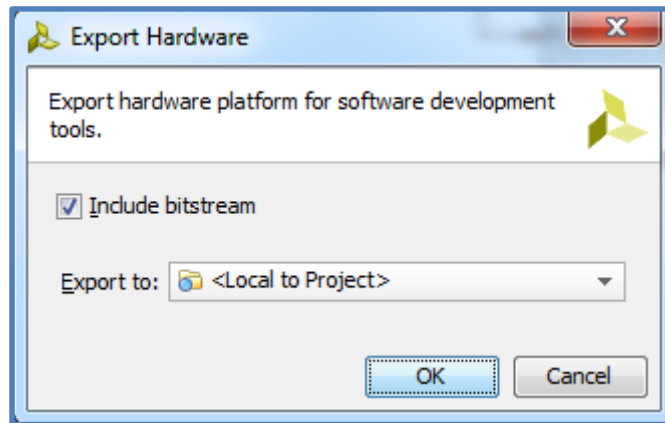 Export Hardware
Export hardware platform for software development
tools.
Include bitstream
Export to: <Local to Project>
OK Cancel